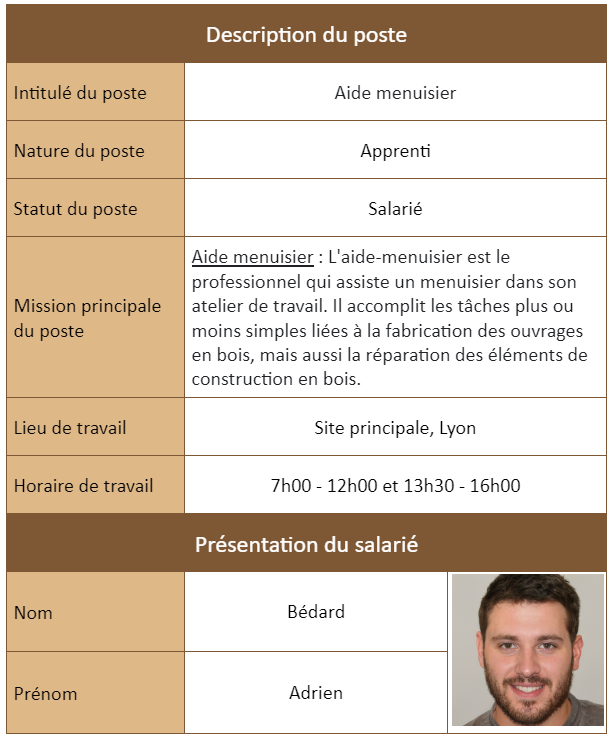 Description du poste
Intitulé du poste
Aide menuisier
Nature du poste
Apprenti
Statut du poste
Salarié
Mission principale
du poste
Aide menuisier : L'aide-menuisier est le
professionnel qui assiste un menuisier dans son
atelier de travail. Il accomplit les tâches plus ou
moins simples liées à la fabrication des ouvrages
en bois, mais aussi la réparation des éléments de
construction en bois.
Lieu de travail
Site principale, Lyon
Horaire de travail
7h00 - 12h00 et 13h30 - 16h00
Présentation du salarié
Nom
Bédard
Prénom
Adrien